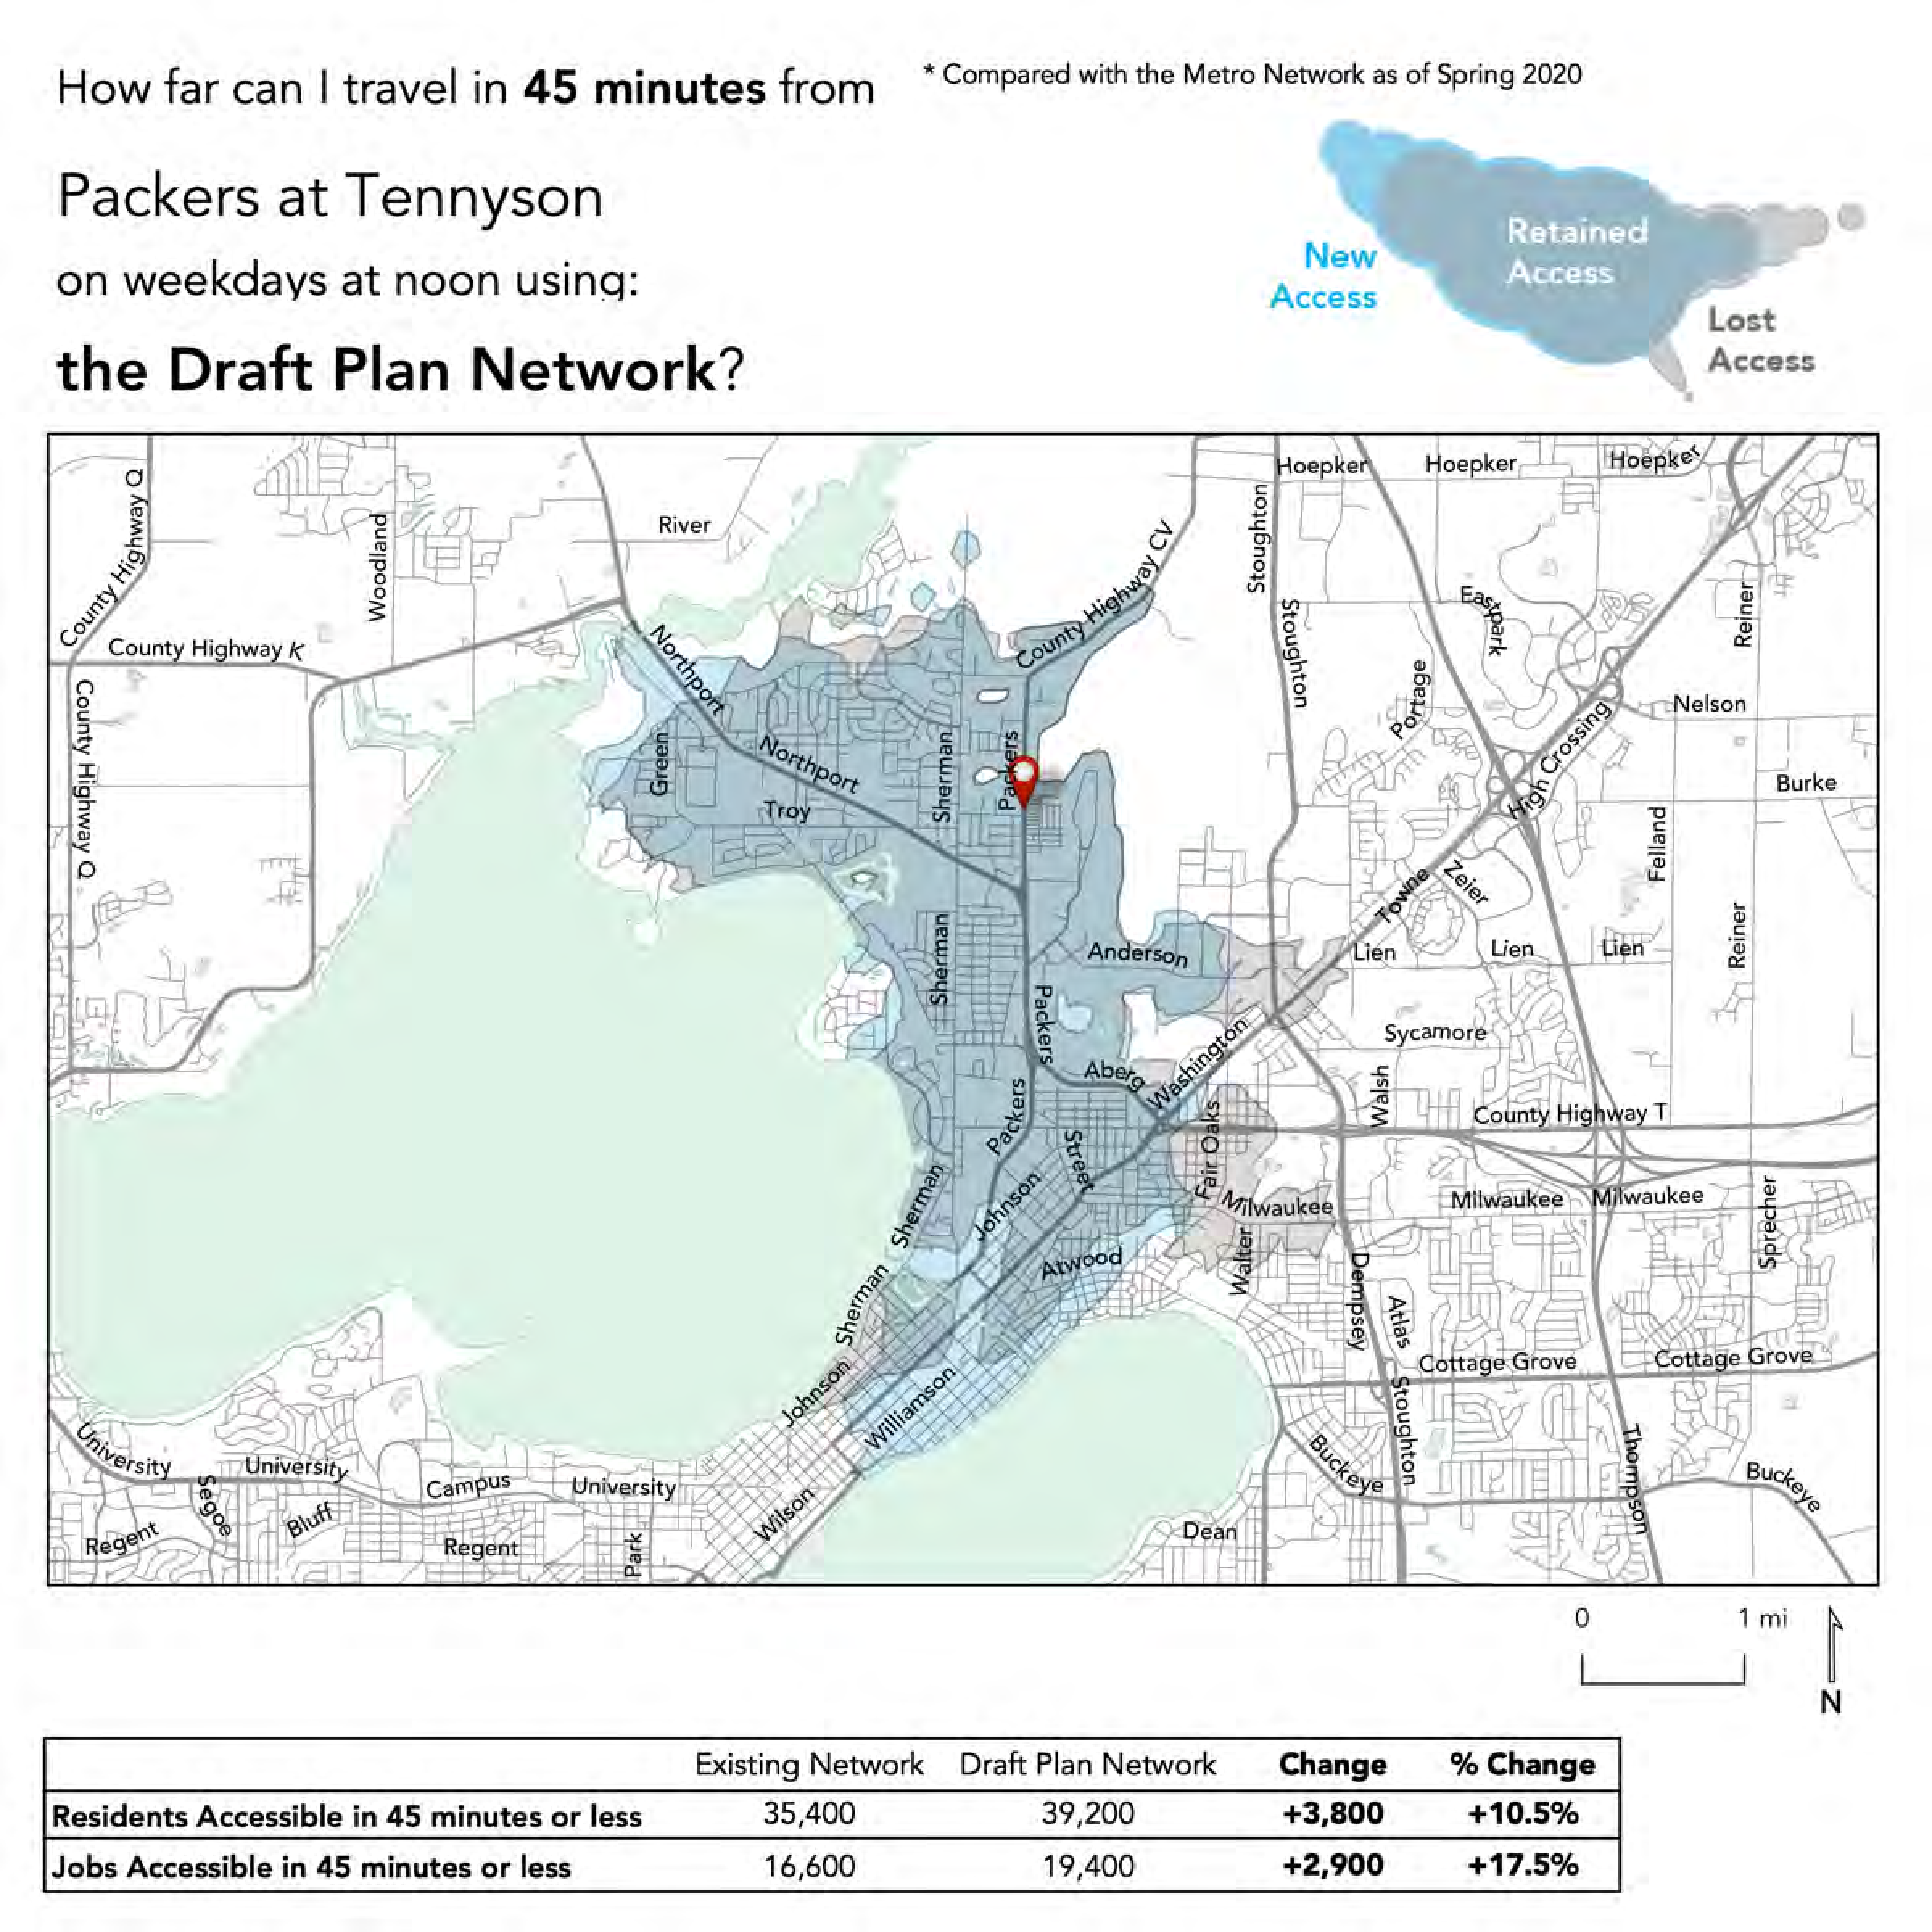 How far can I travel in 45 minutes from
* Compared with the Metro Network as of Spring 2020
Packers at Tennyson
on weekdays at noon using:
the Draft Plan Network?
New
Access
Retained
Access
Lost
Access
Hoepker
Hoepker
Hoepker
County Highway Q
Woodland
River
Stoughton
County Highway CV
Eastpark
Reiner
County Highway K
Northport
Stoughton
Portage
Nelson
County Highway Q
Green
Northport
Sherman
Packers
High Crossing
Burke
Troy
Felland
Zeier
Towne
Sherman
Anderson
Lien
Lien
Lien
Reiner
Packers
Washington
Sycamore
Aberg
Walsh
County Highway T
Packers
Street
Fair Oaks
Sherman
Johnson
Milwaukee
Milwaukee
Milwaukee
Sprecher
Walter
Atwood
Sherman
Dempsey
Atlas
Cottage Grove
Cottage Grove
Johnson
Williamson
Stoughton
University
University
Segoe
Campus
University
Bluff
Regent
Regent
Park
Wilson
Dean
Buckeye
Thompson
Buckeye
0 1 mi
N
Existing Network Draft Plan Network Change % Change
Residents Accessible in 45 minutes or less 35,400 39,200 +3,800 +10.5%
Jobs Accessible in 45 minutes or less 16,600 19,400 +2,900 +17.5%